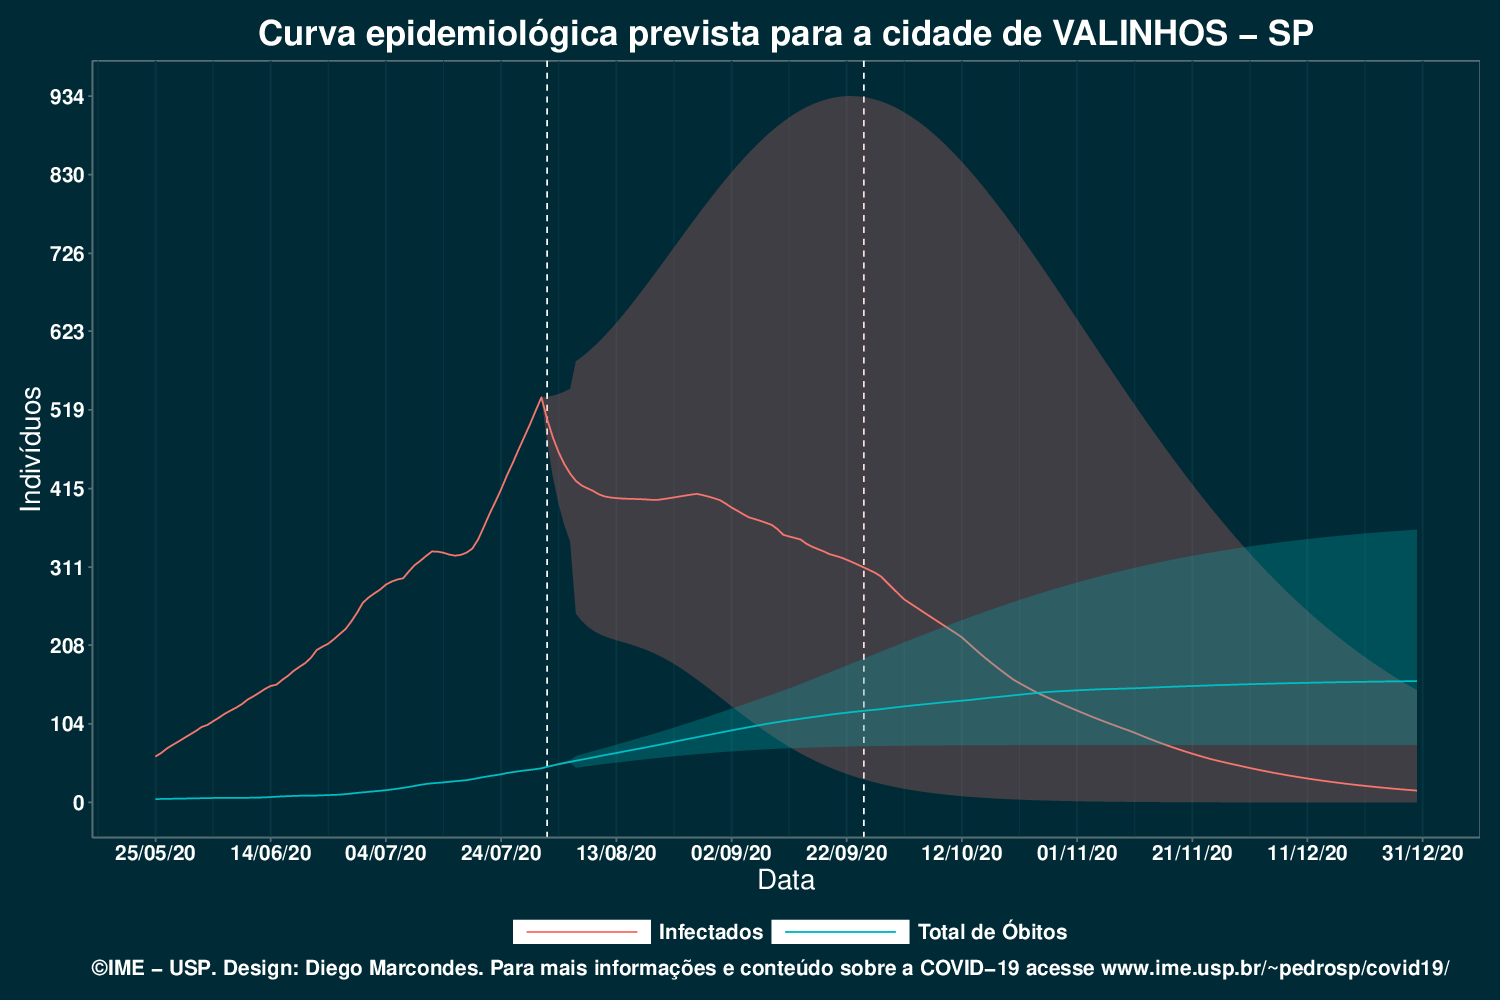 Curva epidemiológica prevista para a cidade de VALINHOS – SP
934
830
726
623
519
415
311
208
104
0
Indivíduos
25/05/20 14/06/20 04/07/20 24/07/20 13/08/20 02/09/20 22/09/20 12/10/20 01/11/20 21/11/20 11/12/20 31/12/20
Data
Infectados Total de Óbitos
©IME – USP. Design: Diego Marcondes. Para mais informações e conteúdo sobre a COVID–19 acesse www.ime.usp.br/~pedrosp/covid19/